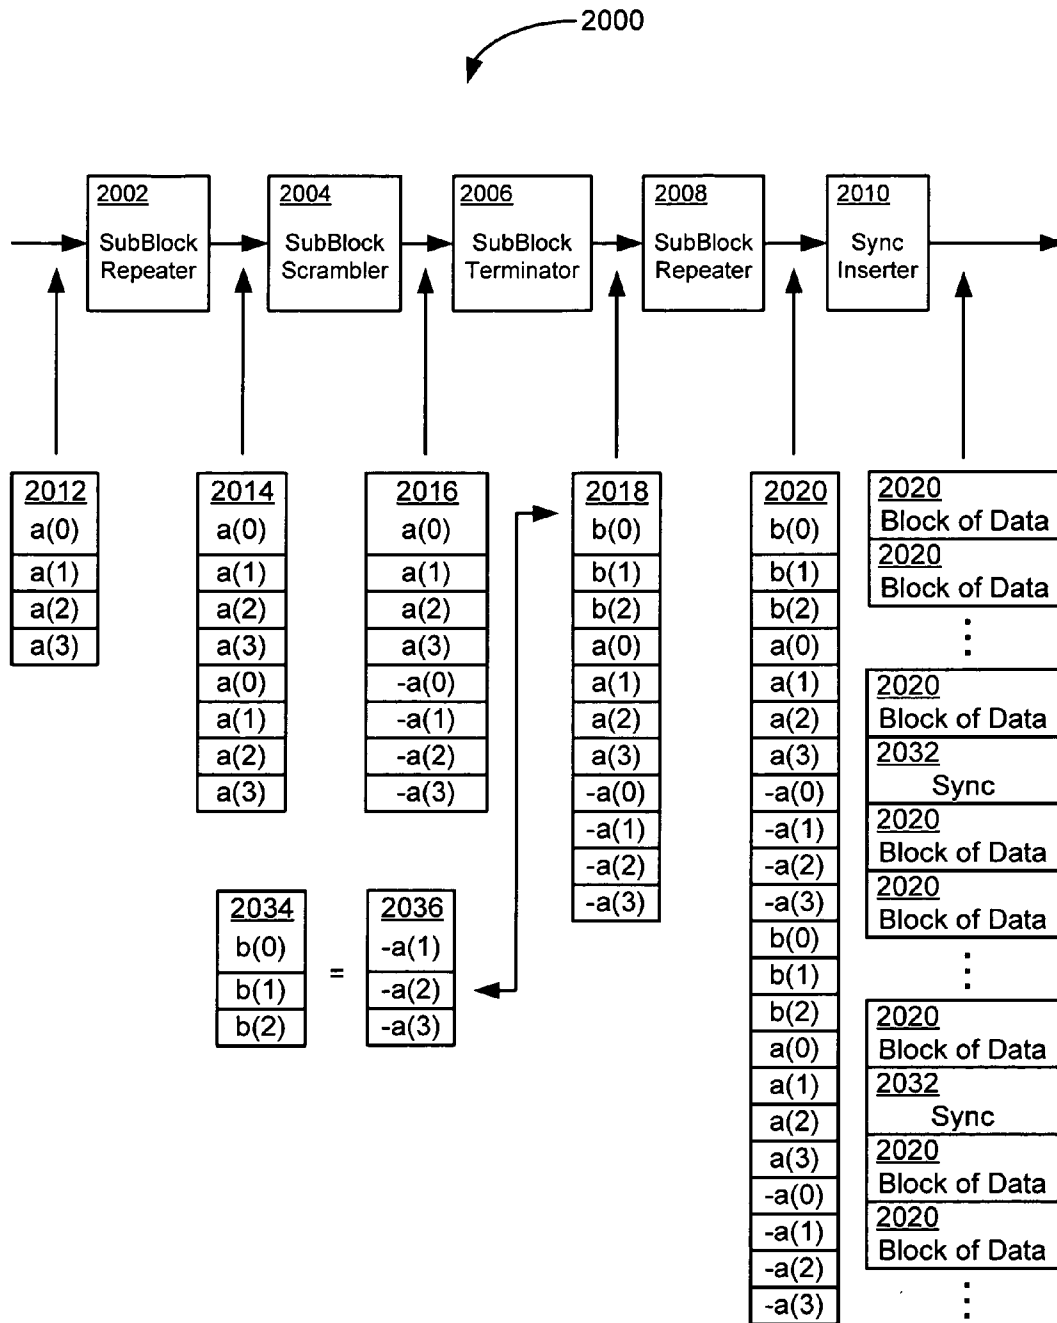 2000
2002
SubBlock
Repeater
2004
SubBlock
Scrambler
2006
SubBlock
Terminator
2008
SubBlock
Repeater
2010
Sync
Inserter
2012
a(0)
a(1)
a(2)
a(3)
2014
a(0)
a(1)
a(2)
a(3)
a(0)
a(1)
a(2)
a(3)
2016
a(0)
a(1)
a(2)
a(3)
-a(0)
-a(1)
-a(2)
-a(3)
2018
b(0)
b(1)
b(2)
a(0)
a(1)
a(2)
a(3)
-a(0)
-a(1)
-a(2)
-a(3)
2020
b(0)
b(1)
b(2)
a(0)
a(1)
a(2)
a(3)
-a(0)
-a(1)
-a(2)
-a(3)
b(0)
b(1)
b(2)
a(0)
a(1)
a(2)
a(3)
-a(0)
-a(1)
-a(2)
-a(3)
2020
Block of Data
2020
Block of Data
2020
Block of Data
2032
Sync
2020
Block of Data
2020
Block of Data
2020
Block of Data
2032
Sync
2020
Block of Data
2020
Block of Data
2034
b(0)
b(1)
b(2)
=
2036
-a(1)
-a(2)
-a(3)